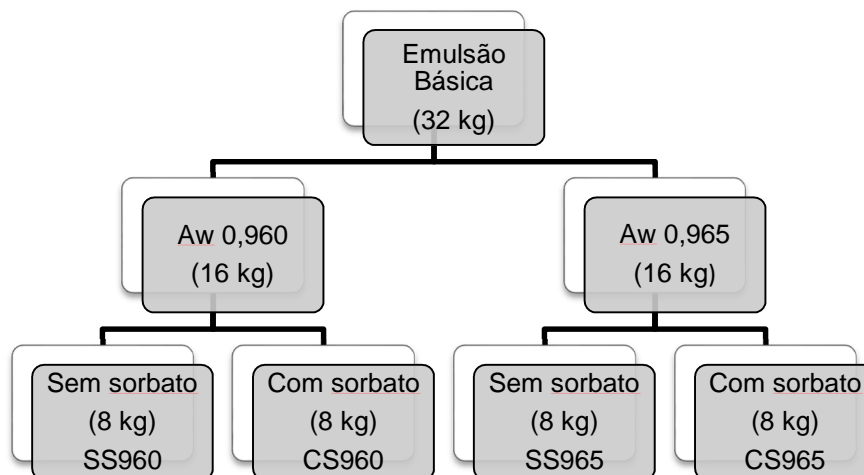 Emulsão
Básica
(32 kg)
Aw 0,960
(16 kg)
Aw 0,965
(16 kg)
Sem sorbato
(8 kg)
SS960
Com sorbato
(8 kg)
CS960
Sem sorbato
(8 kg)
SS965
Com sorbato
(8 kg)
CS965